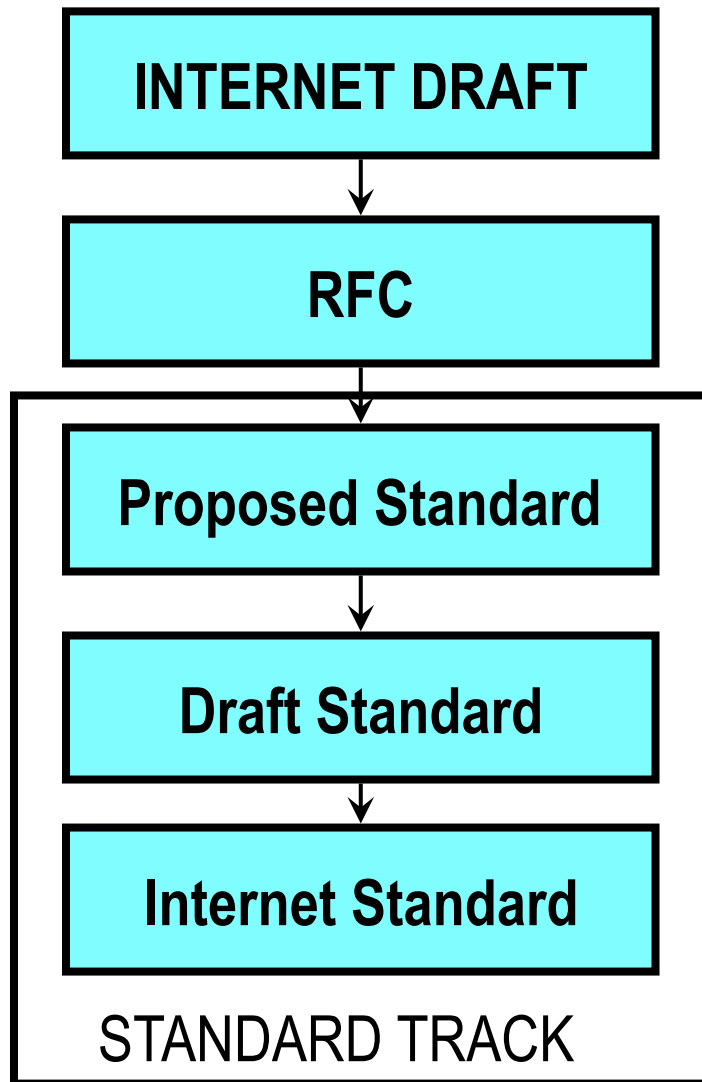 INTERNET DRAFT
RFC
Proposed Standard
Draft Standard
Internet Standard
STANDARD TRACK